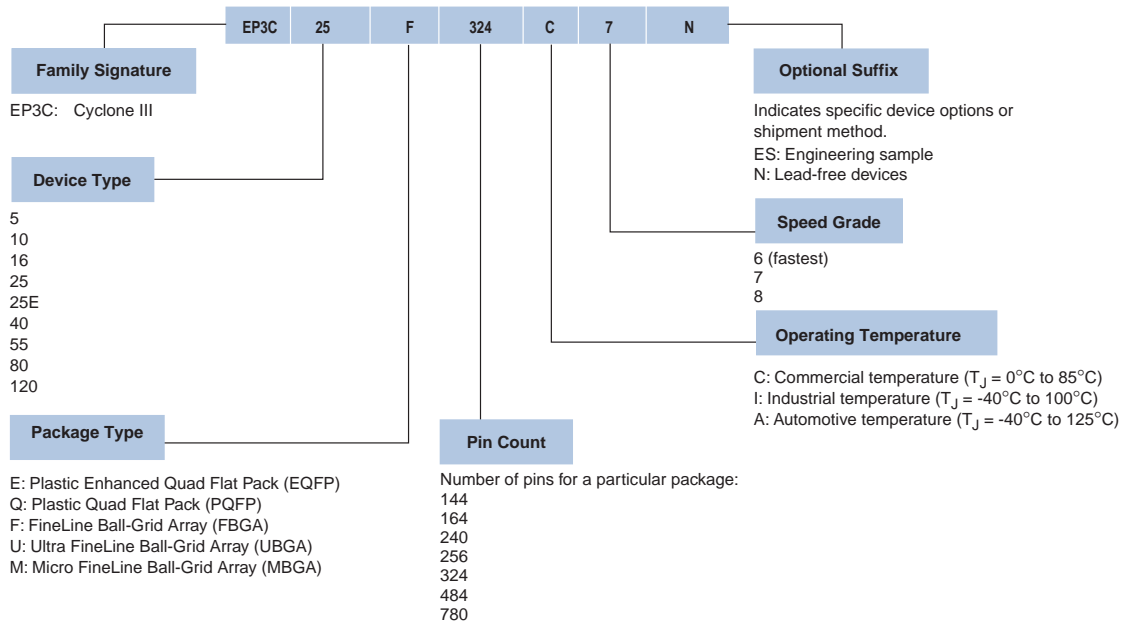 EP3C 25 F 324 C 7 N
Family Signature
EP3C: Cyclone III
Device Type
5
10
16
25
25E
40
55
80
120
Package Type
E: Plastic Enhanced Quad Flat Pack (EQFP)
Q: Plastic Quad Flat Pack (PQFP)
F: FineLine Ball-Grid Array (FBGA)
U: Ultra FineLine Ball-Grid Array (UBGA)
M: Micro FineLine Ball-Grid Array (MBGA)
Pin Count
Number of pins for a particular package:
144
164
240
256
324
484
780
Optional Suffix
Indicates specific device options or
shipment method.
ES: Engineering sample
N: Lead-free devices
Speed Grade
6 (fastest)
7
8
Operating Temperature
C: Commercial temperature (TJ = 0°C to 85°C)
I: Industrial temperature (TJ = -40°C to 100°C)
A: Automotive temperature (TJ = -40°C to 125°C)